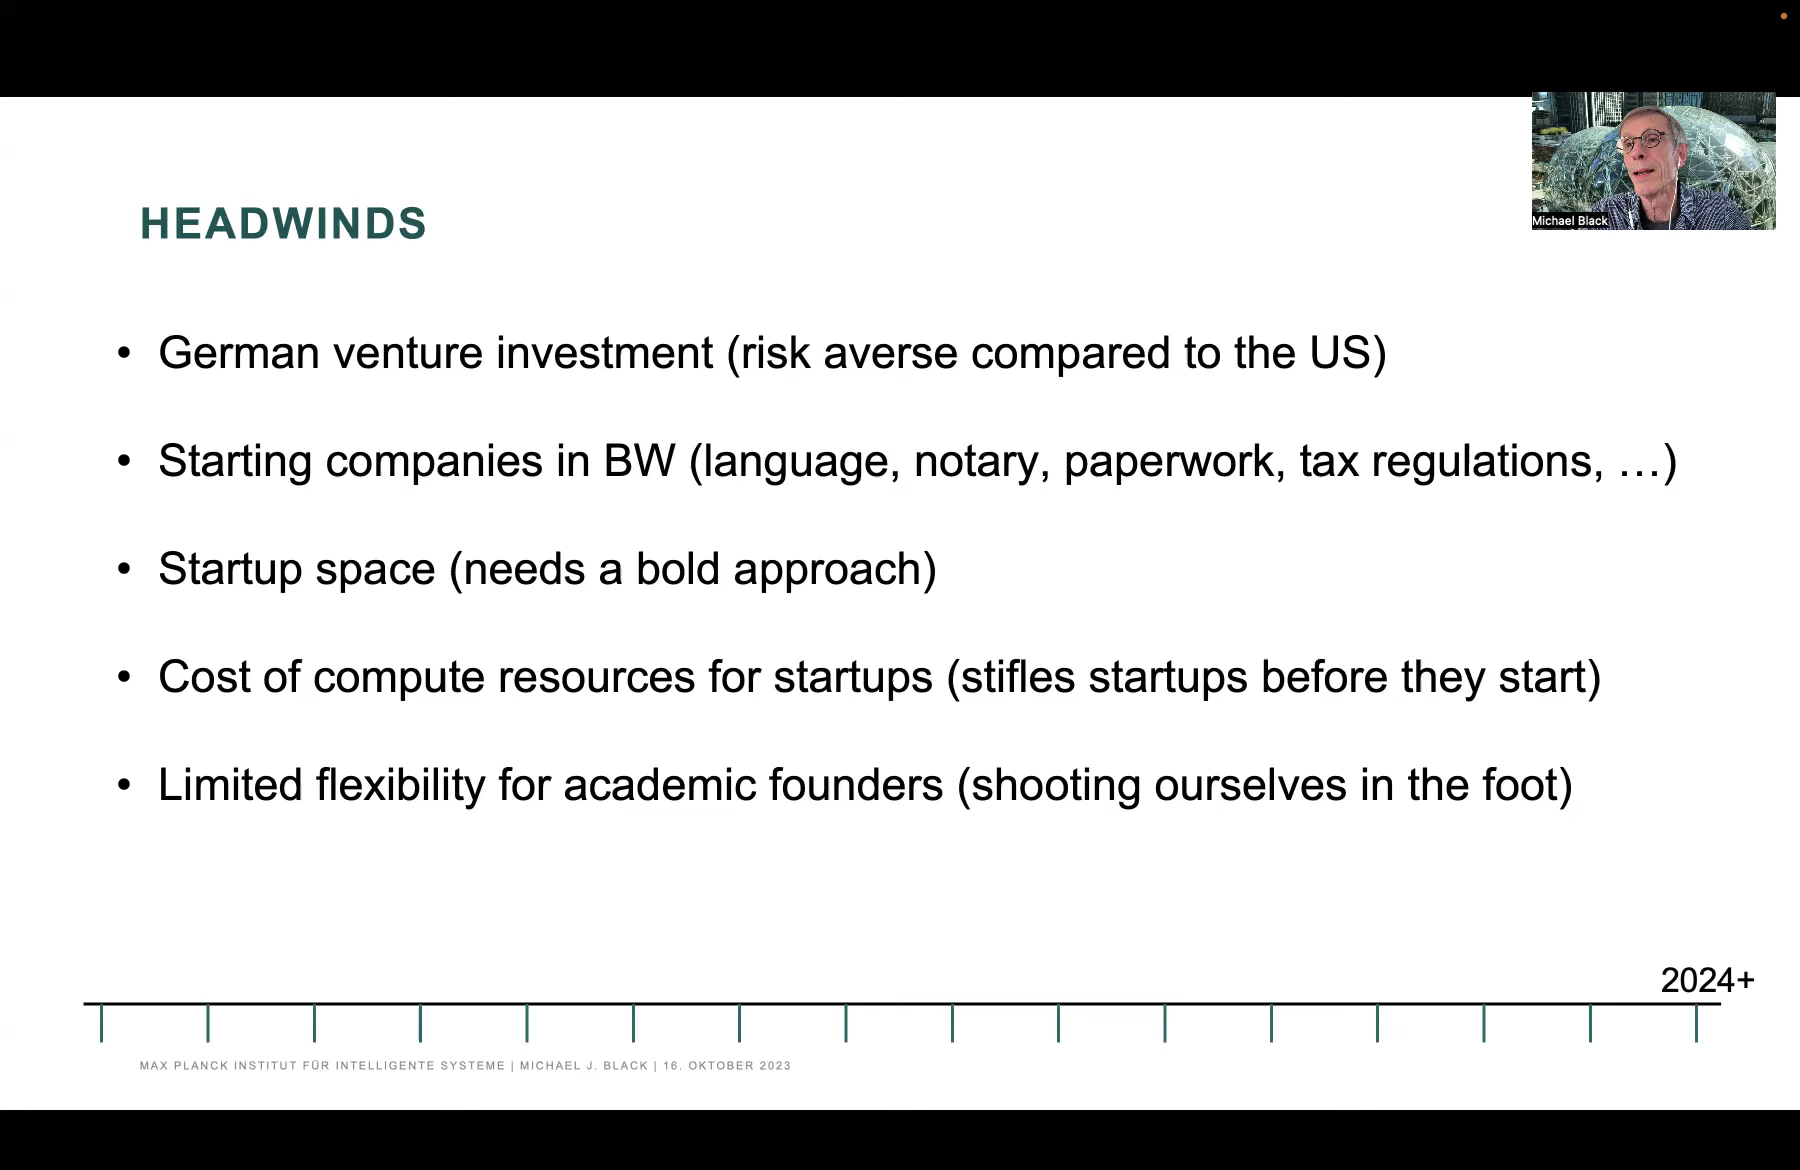 Michael Black
HEADWINDS
• German venture investment (risk averse compared to the US)
• Starting companies in BW (language, notary, paperwork, tax regulations, …)
• Startup space (needs a bold approach)
• Cost of compute resources for startups (stifles startups before they start)
• Limited flexibility for academic founders (shooting ourselves in the foot)
2024+
MAX PLANCK INSTITUT FÜR INTELLIGENTE SYSTEME | MICHAEL J. BLACK | 16. OKTOBER 2023